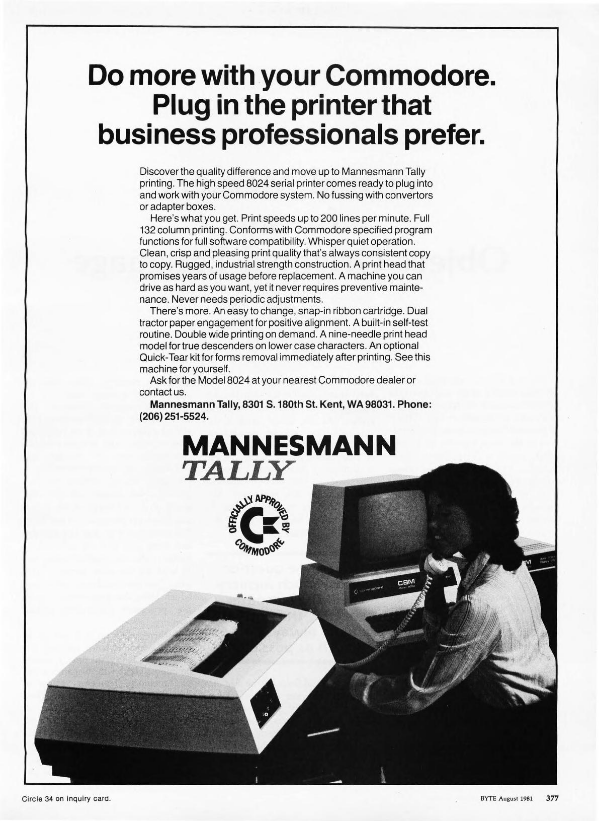 Do more with your Commodore.
Plug in the printer that
business professionals prefer.
Discover the quality difference and move up to Mannesmann Tally
printing. The high speed 8024 serial printer comes ready to plug into
and work with your Commodore system. No fussing with convertors
or adapter boxes.
Here's what you get. Print speeds up to 200 lines per minute. Full
132 column printing. Conforms with Commodore specified program
functions for full software compatibility. Whisper quiet operation.
Clean, crisp and pleasing print quality that's always consistent copy
to copy. Rugged, industrial strength construction. A print head that
promises years of usage before replacement. A machine you can
drive as hard as you want, yet it never requires preventive mainte-
nance. Never needs periodic adjustments.
There's more. An easy to change, snap-in ribbon cartridge. Dual
tractor paper engagement for positive alignment. A built-in self-test
routine. Double wide printing on demand. A nine-needle print head
model for true descenders on lower case characters. An optional
Quick-Tear kit for forms removal immediately after printing. See this
machine for yourself.
Ask for the Model 8024 at your nearest Commodore dealer or
contact us.
Mannesmann Tally, 8301 S. 180th St. Kent, WA 98031. Phone:
(206) 251-5524.
MANNESMANN
TALLY
OFFICIALLY APPROVED BY
COMMODORE
commodore
CBM
Circle 34 on inquiry card.
BYTE August 1981 377